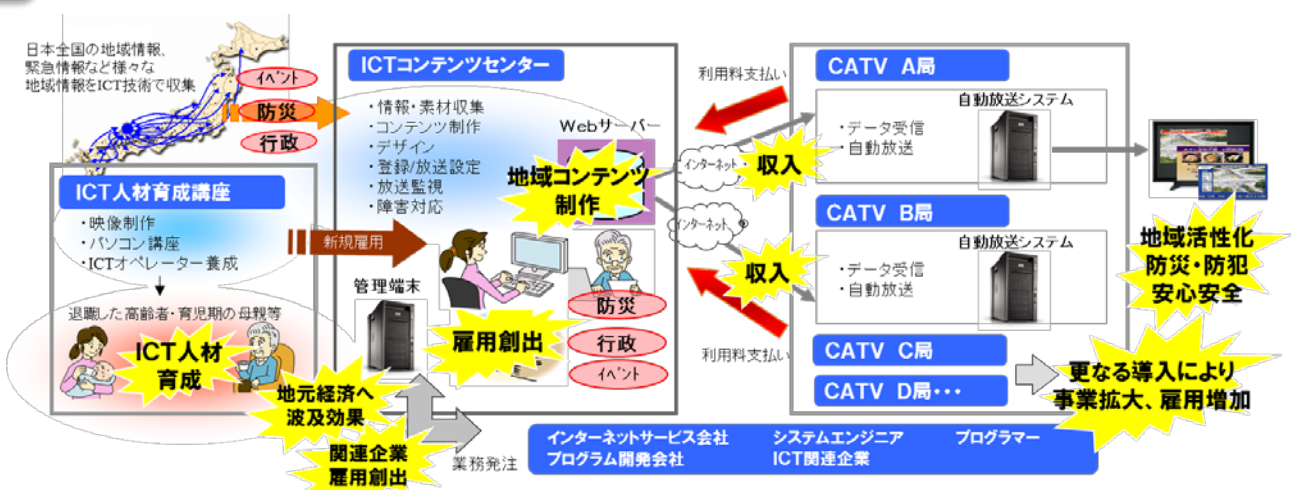 日本全国の地域情報、
緊急情報など様々な
地域情報をICT技術で収集
イベント
防災
行政
ICT人材育成講座
・映像制作
・パソコン講座
・ICTオペレーター養成
退職した高齢者・育児期の母親等
ICT人材
育成
新規雇用
ICTコンテンツセンター
・情報・素材収集
・コンテンツ制作
・デザイン
・登録/放送設定
・放送監視
・障害対応
Webサーバー
地域コンテンツ
制作
管理端末
雇用創出
防災
行政
イベント
地元経済へ
波及効果
関連企業
雇用創出
業務発注
利用料支払い
インターネット
収入
インターネット
収入
利用料支払い
CATV A局
自動放送システム
・データ受信
・自動放送
CATV B局
自動放送システム
・データ受信
・自動放送
CATV C局
CATV D局・・・
地域活性化
防災・防犯
安心安全
更なる導入により
事業拡大、雇用増加
インターネットサービス会社 システムエンジニア プログラマー
プログラム開発会社 ICT関連企業